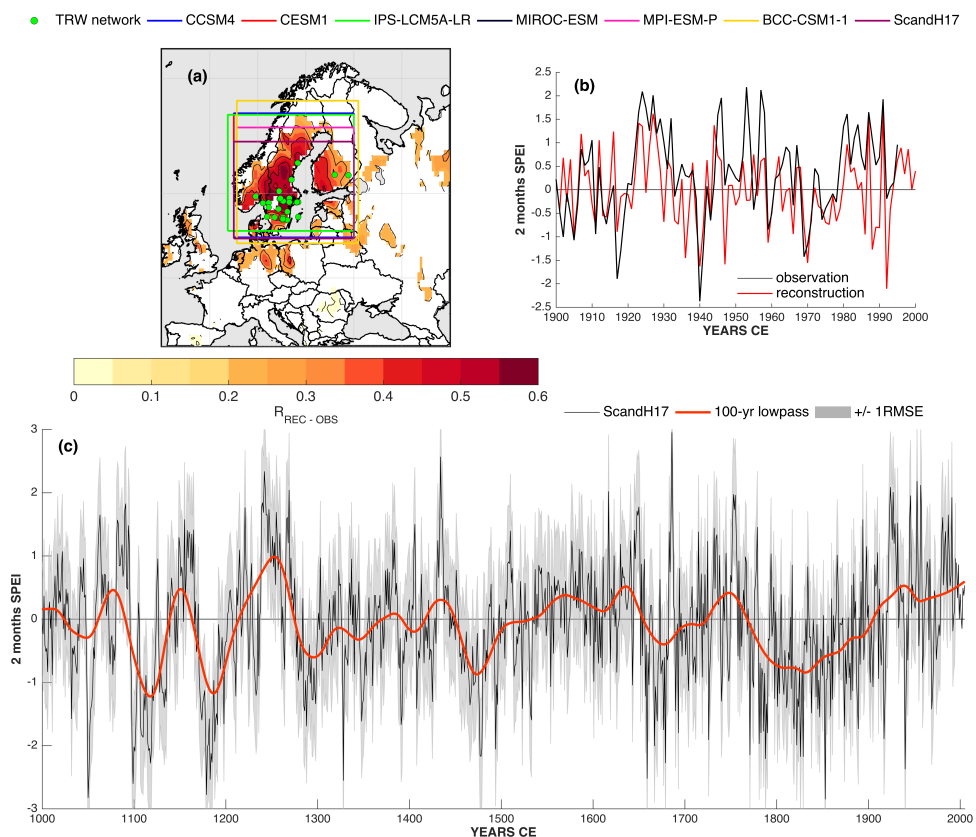 TRW network CCSM4 CESM1 IPS-LCM5A-LR MIROC-ESM MPI-ESM-P BCC-CSM1-1 ScandH17
(a)
(b)
2.5
2
1.5
1
0.5
0
-0.5
-1
-1.5
-2
-2.5
2 months SPEI
observation
reconstruction
1900 1910 1920 1930 1940 1950 1960 1970 1980 1990 2000
YEARS CE
0 0.1 0.2 0.3 0.4 0.5 0.6
R REC - OBS
ScandH17 100-yr lowpass +/- 1RMSE
(c)
3
2
1
0
-1
-2
-3
2 months SPEI
1000 1100 1200 1300 1400 1500 1600 1700 1800 1900 2000
YEARS CE